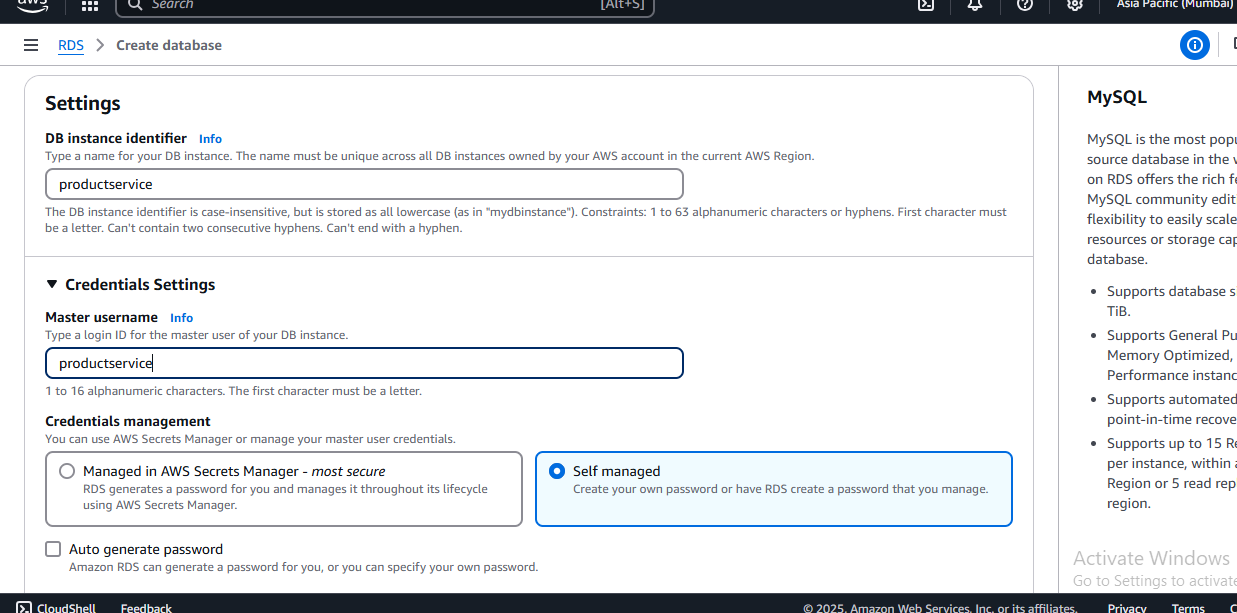 aws
Search
[Alt+S]
Asia Pacific (Mumbai)
RDS
Create database
Settings
DB instance identifier Info
Type a name for your DB instance. The name must be unique across all DB instances owned by your AWS account in the current AWS Region.
productservice
The DB instance identifier is case-insensitive, but is stored as all lowercase (as in "mydbinstance"). Constraints: 1 to 63 alphanumeric characters or hyphens. First character must
be a letter. Can't contain two consecutive hyphens. Can't end with a hyphen.
Credentials Settings
Master username Info
Type a login ID for the master user of your DB instance.
productservice
1 to 16 alphanumeric characters. The first character must be a letter.
Credentials management
You can use AWS Secrets Manager or manage your master user credentials.
Managed in AWS Secrets Manager - most secure
RDS generates a password for you and manages it throughout its lifecycle
using AWS Secrets Manager.
Self managed
Create your own password or have RDS create a password that you manage.
Auto generate password
Amazon RDS can generate a password for you, or you can specify your own password.
MySQL
MySQL is the most
source database in the
on RDS offers the rich
MySQL community
flexibility to easily scale
resources or storage
database.
• Supports database
TiB.
• Supports General
Memory Optimized,
Performance
• Supports automated
point-in-time
• Supports up to 15
per instance, within
Region or 5 read
region.
Activate Windows
Go to Settings to activate
CloudShell
Feedback
© 2025, Amazon Web Services, Inc. or its affiliates.
Privacy
Terms